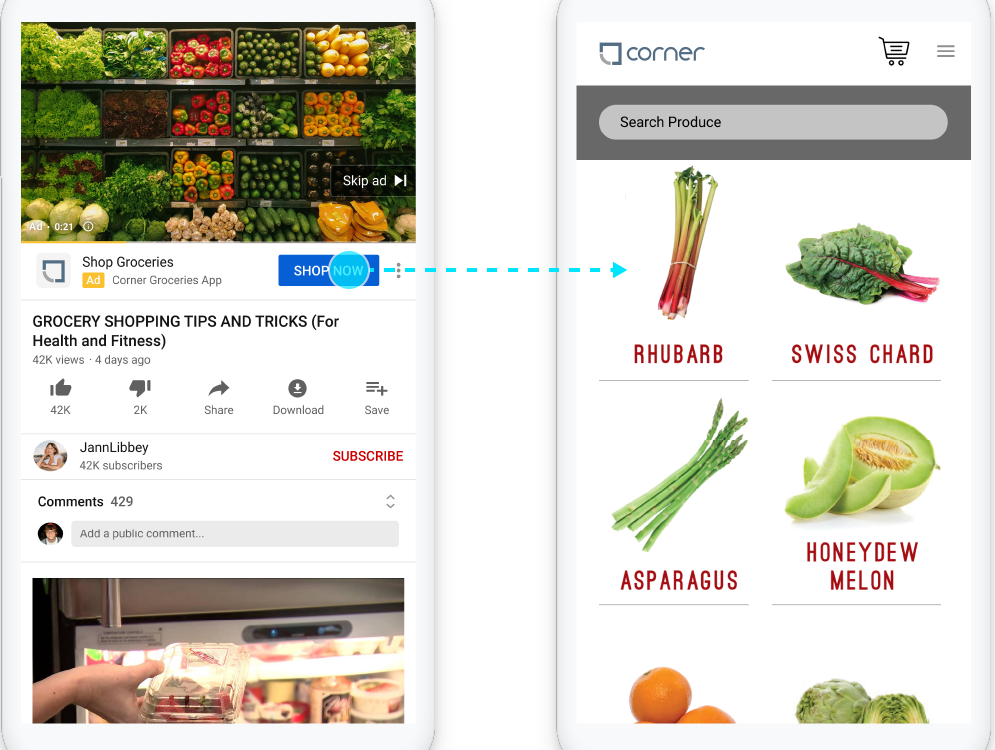 Skip ad
Ad • 0:21
Shop Groceries
Ad Corner Groceries App
SHOP NOW
GROCERY SHOPPING TIPS AND TRICKS (For
Health and Fitness)
42K views · 4 days ago
42K
2K
Share
Download
Save
JannLibbey
42K subscribers
SUBSCRIBE
Comments 429
Add a public comment...
corner
Search Produce
RHUBARB
SWISS CHARD
ASPARAGUS
HONEYDEW
MELON